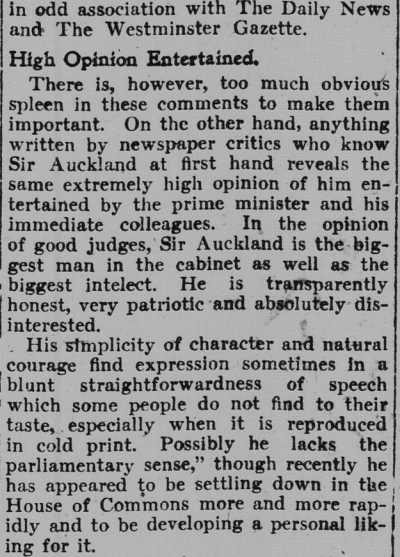 in odd association with The Daily News
and The Westminster Gazette.
High Opinion Entertained.
There is, however, too much obvious
spleen in these comments to make them
important. On the other hand, anything
written by newspaper critics who know
Sir Auckland at first hand reveals the
same extremely high opinion of him en-
tertained by the prime minister and his
immediate colleagues. In the opinion
of good judges, Sir Auckland is the big-
gest man in the cabinet as well as the
biggest intelect. He is transparently
honest, very patriotic and absolutely dis-
interested.
His simplicity of character and natural
courage find expression sometimes in a
blunt straightforwardness of speech
which some people do not find to their
taste, especially when it is reproduced
in cold print. Possibly he lacks the
parliamentary sense,” though recently he
has appeared to be settling down in the
House of Commons more and more rap-
idly and to be developing a personal lik-
ing for it.